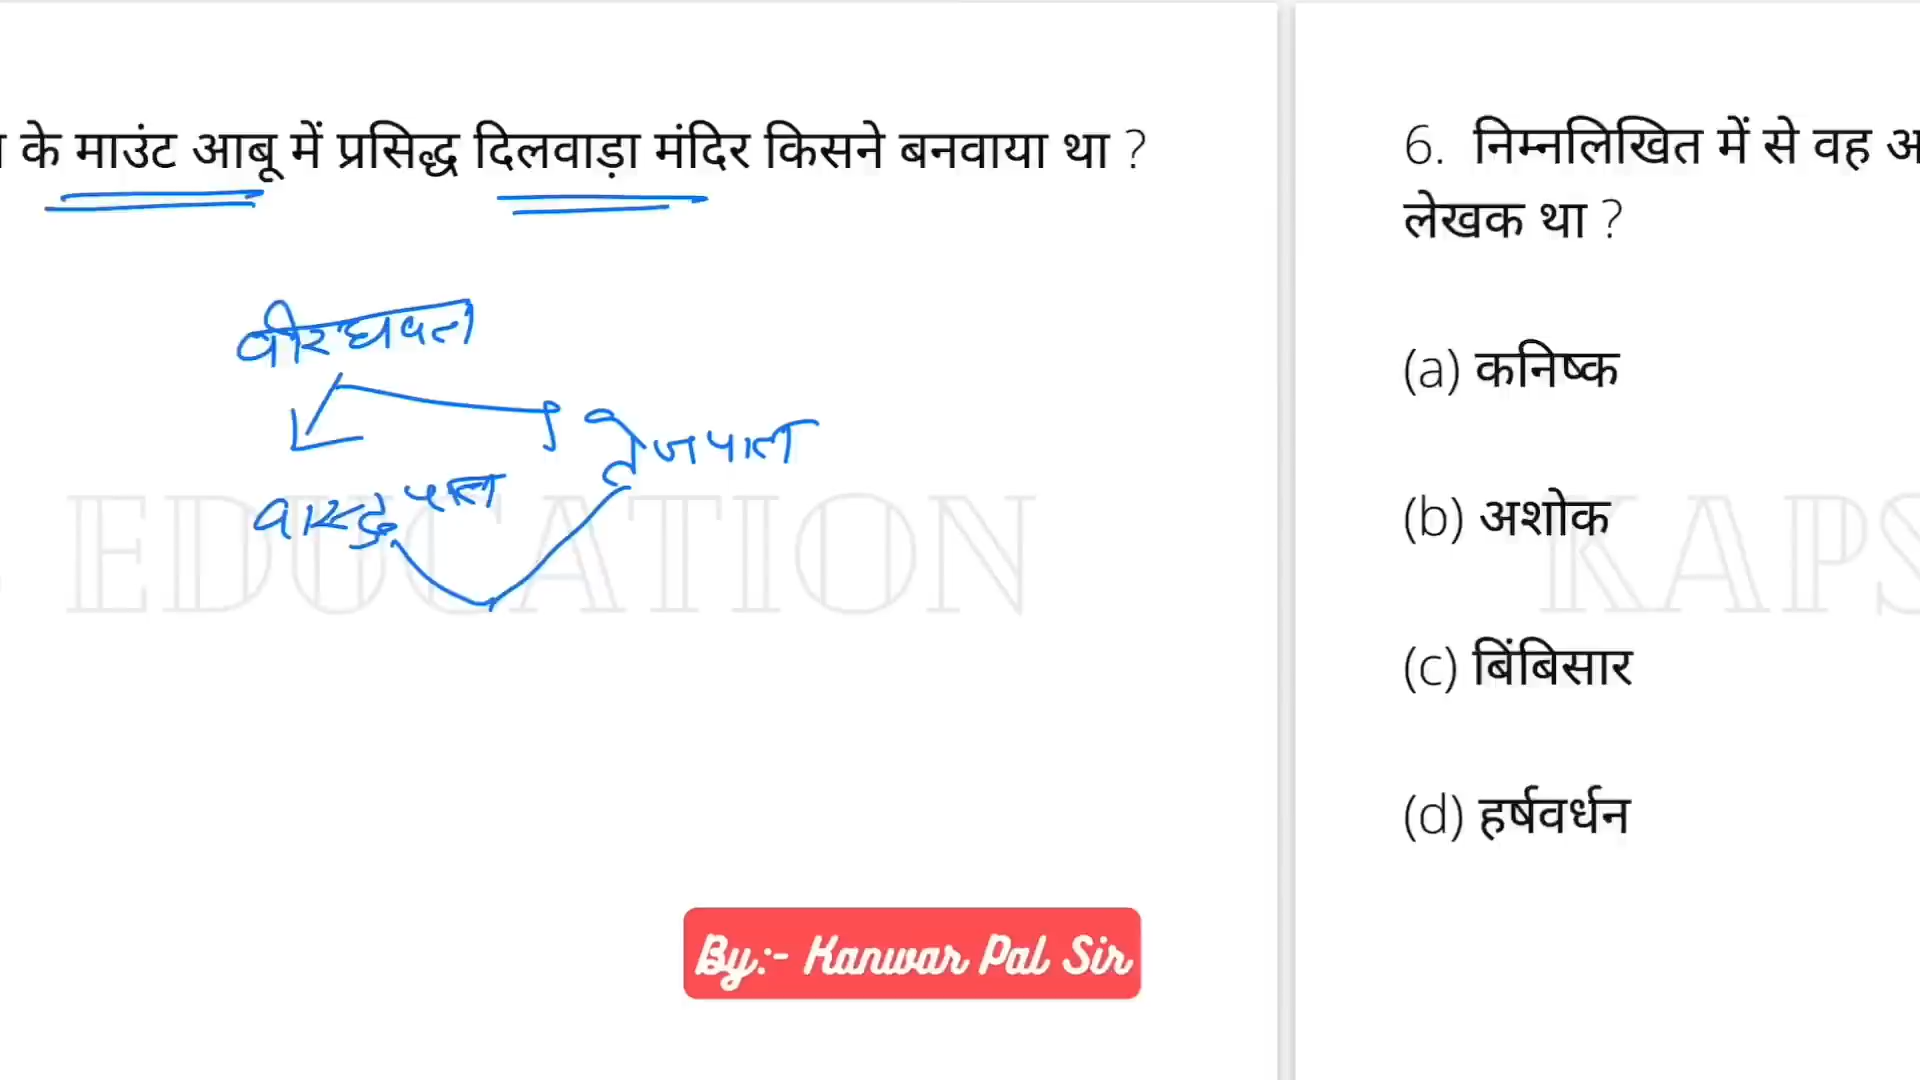 के माउंट आबू में प्रसिद्ध दिलवाड़ा मंदिर किसने बनवाया था ?
वीरधवल
तेजपाल
पाल
EDUCATION
By:- Kanwar Pal Sir
6. निम्नलिखित में से वह अ
लेखक था ?
(a) कनिष्क
(b) अशोक
KAPS
(c) बिंबिसार
(d) हर्षवर्धन